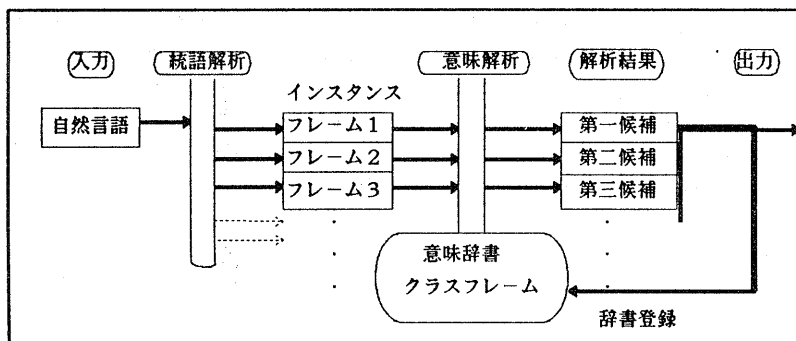 入力
統語解析
意味解析
解析結果
出力
インスタンス
自然言語
フレーム1
フレーム2
フレーム3
第一候補
第二候補
第三候補
意味辞書
クラスフレーム
辞書登録